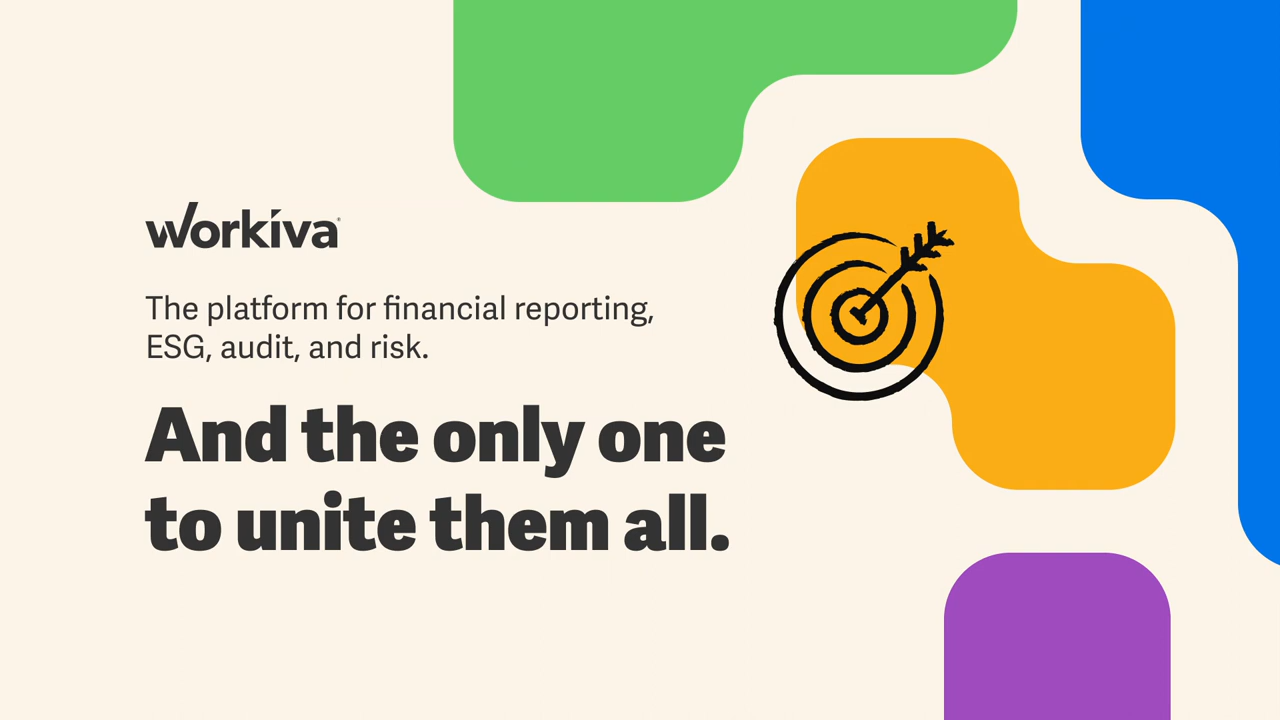 workiva
The platform for financial reporting,
ESG, audit, and risk.
And the only one
to unite them all.